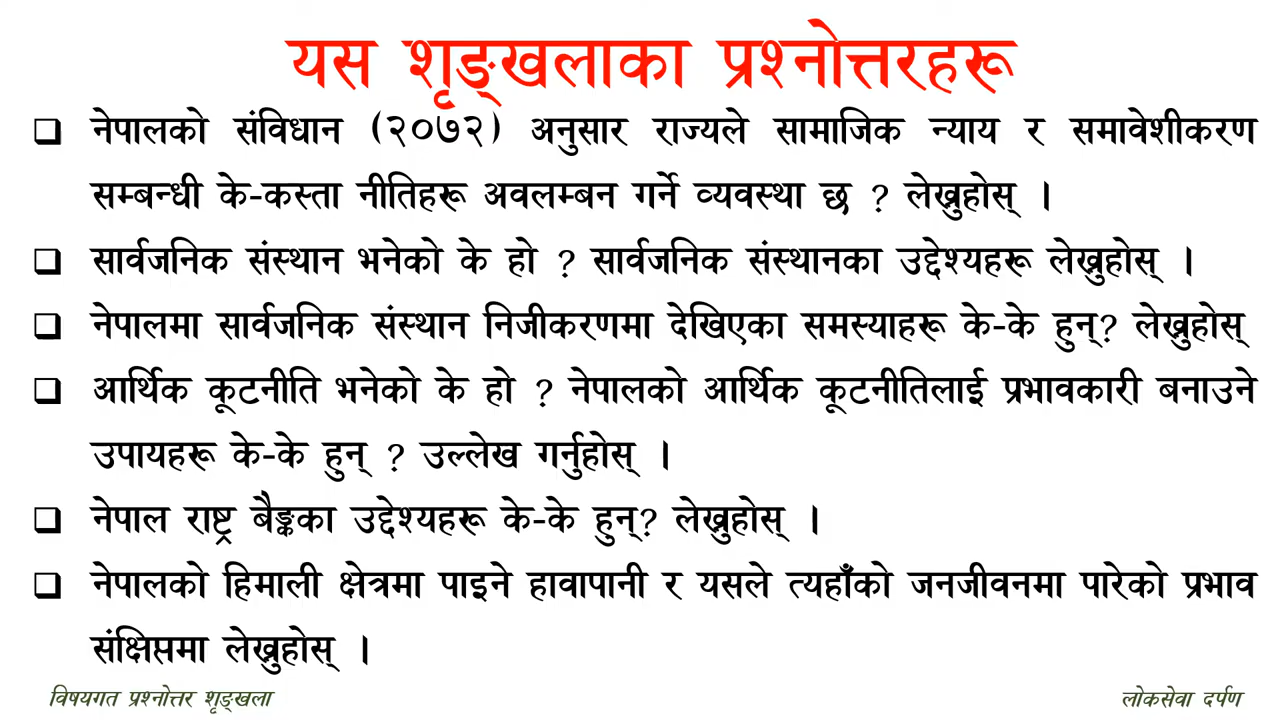 यस शृङ्खलाका प्रश्नोत्तरहरू
❑ नेपालको संविधान (२०७२) अनुसार राज्यले सामाजिक न्याय र समावेशीकरण
सम्बन्धी के-कस्ता नीतिहरू अवलम्बन गर्ने व्यवस्था छ ? लेख्नुहोस् ।
❑ सार्वजनिक संस्थान भनेको के हो ? सार्वजनिक संस्थानका उद्देश्यहरू लेख्नुहोस् ।
❑ नेपालमा सार्वजनिक संस्थान निजीकरणमा देखिएका समस्याहरू के-के हुन्? लेख्नुहोस्
❑ आर्थिक कूटनीति भनेको के हो ? नेपालको आर्थिक कूटनीतिलाई प्रभावकारी बनाउने
उपायहरू के-के हुन् ? उल्लेख गर्नुहोस् ।
❑ नेपाल राष्ट्र बैङ्कका उद्देश्यहरू के-के हुन्? लेख्नुहोस् ।
❑ नेपालको हिमाली क्षेत्रमा पाइने हावापानी र यसले त्यहाँको जनजीवनमा पारेको प्रभाव
संक्षिप्तमा लेख्नुहोस् ।
विषयगत प्रश्नोत्तर शृङ्खला
लोकसेवा दर्पण